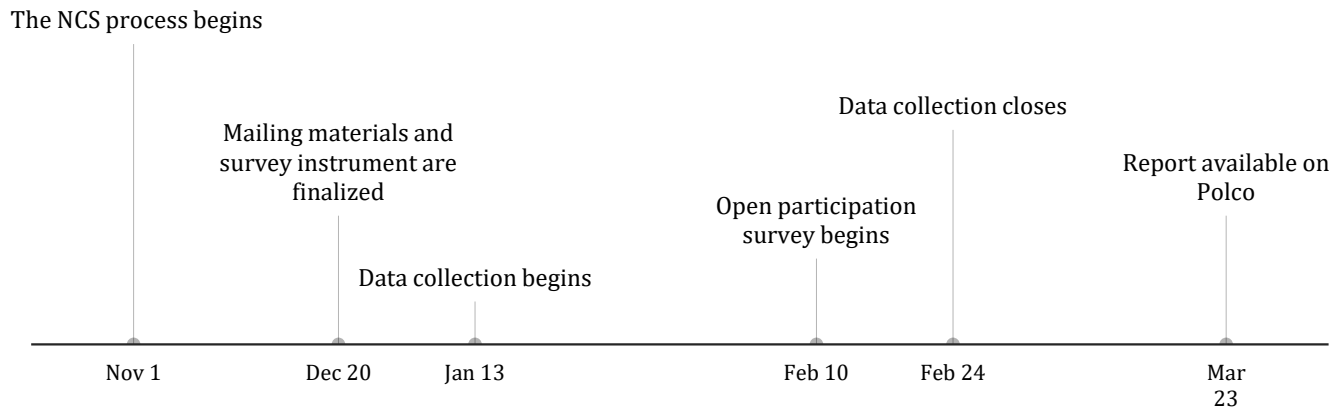 The NCS process begins
Data collection closes
Mailing materials and
survey instrument are
finalized
Report available on
Polco
Open participation
survey begins
Data collection begins
Nov 1
Dec 20
Jan 13
Feb 10
Feb 24
Mar
23